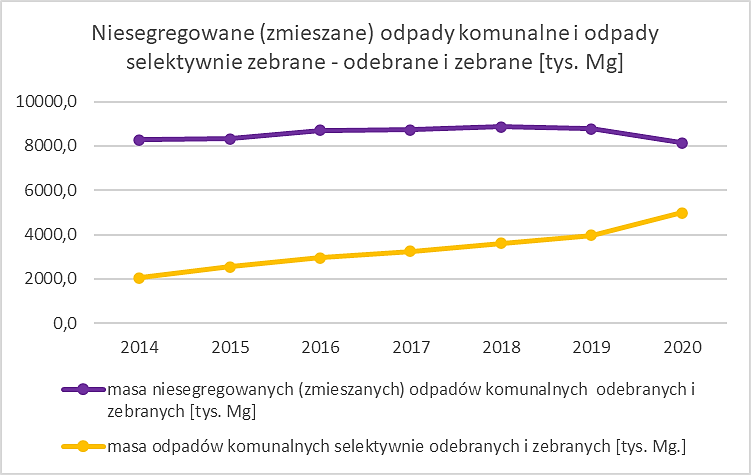 Niesegregowane (zmieszane) odpady komunalne i odpady
selektywnie zebrane - odebrane i zebrane [tys. Mg]
10000,0
8000,0
6000,0
4000,0
2000,0
0,0
2014 2015 2016 2017 2018 2019 2020
masa niesegregowanych (zmieszanych) odpadów komunalnych odebranych i
zebranych [tys. Mg]
masa odpadów komunalnych selektywnie odebranych i zebranych [tys. Mg.]